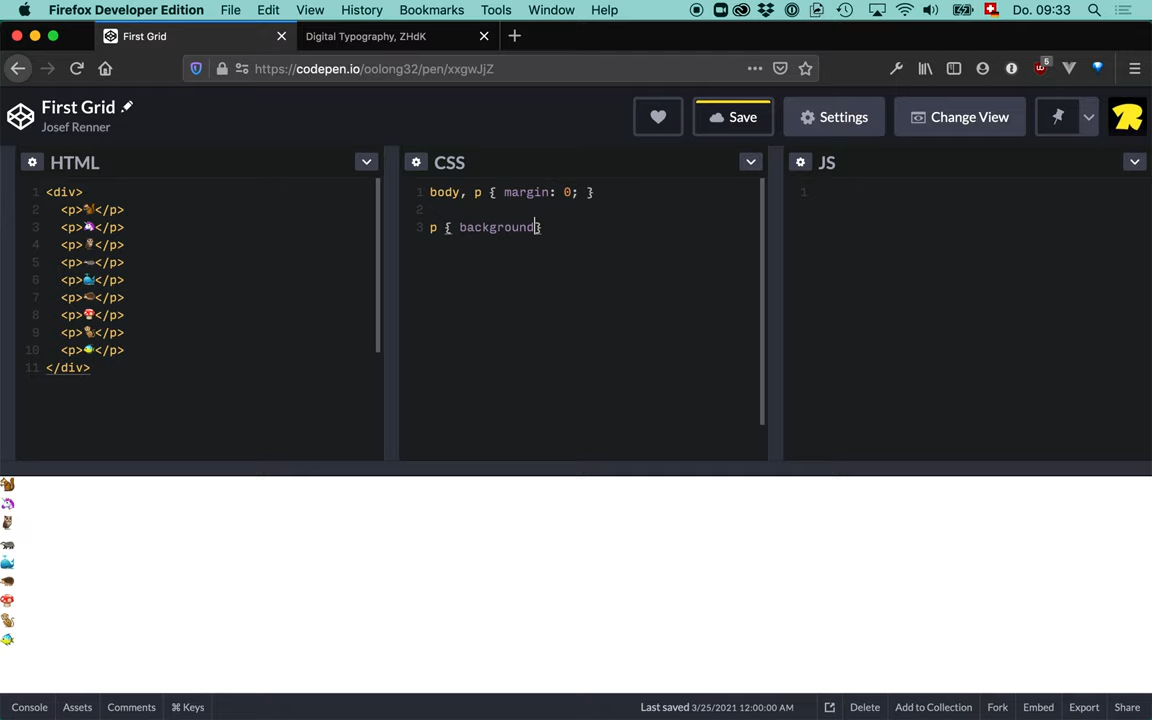 Firefox Developer Edition File Edit View History Bookmarks Tools Window Help Do. 09:33
First Grid Digital Typography, ZHdK
https://codepen.io/oolong32/pen/xxgwJjZ 5
First Grid
Josef Renner
Save Settings Change View
HTML
1 <div>
2 <p>🐿️</p>
3 <p>🦄</p>
4 <p>🦉</p>
5 <p>🦡</p>
6 <p>🐳</p>
7 <p>🦔</p>
8 <p>🍄</p>
9 <p>🐒</p>
10 <p>🐠</p>
11 </div>
CSS
1 body, p { margin: 0; }
2
3 p { background}
JS
1
Console Assets Comments ⌘ Keys Last saved 3/25/2021 12:00:00 AM Delete Add to Collection Fork Embed Export Share